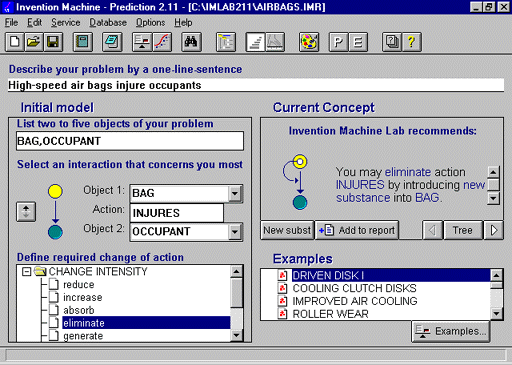 Invention Machine - Prediction 2.11 - [C:\IMLAB211\AIRBAGS.IMR]
File Edit Service Database Options Help
P E ?
Describe your problem by a one-line-sentence
High-speed air bags injure occupants
Initial model
List two to five objects of your problem
BAG,OCCUPANT
Select an interaction that concerns you most
Object 1: BAG
Action: INJURES
Object 2: OCCUPANT
Define required change of action
CHANGE INTENSITY
reduce
increase
absorb
eliminate
generate
Current Concept
Invention Machine Lab recommends:
You may eliminate action
INJURES by introducing new
substance into BAG.
New subst Add to report Tree
Examples
DRIVEN DISK I
COOLING CLUTCH DISKS
IMPROVED AIR COOLING
ROLLER WEAR
Examples...